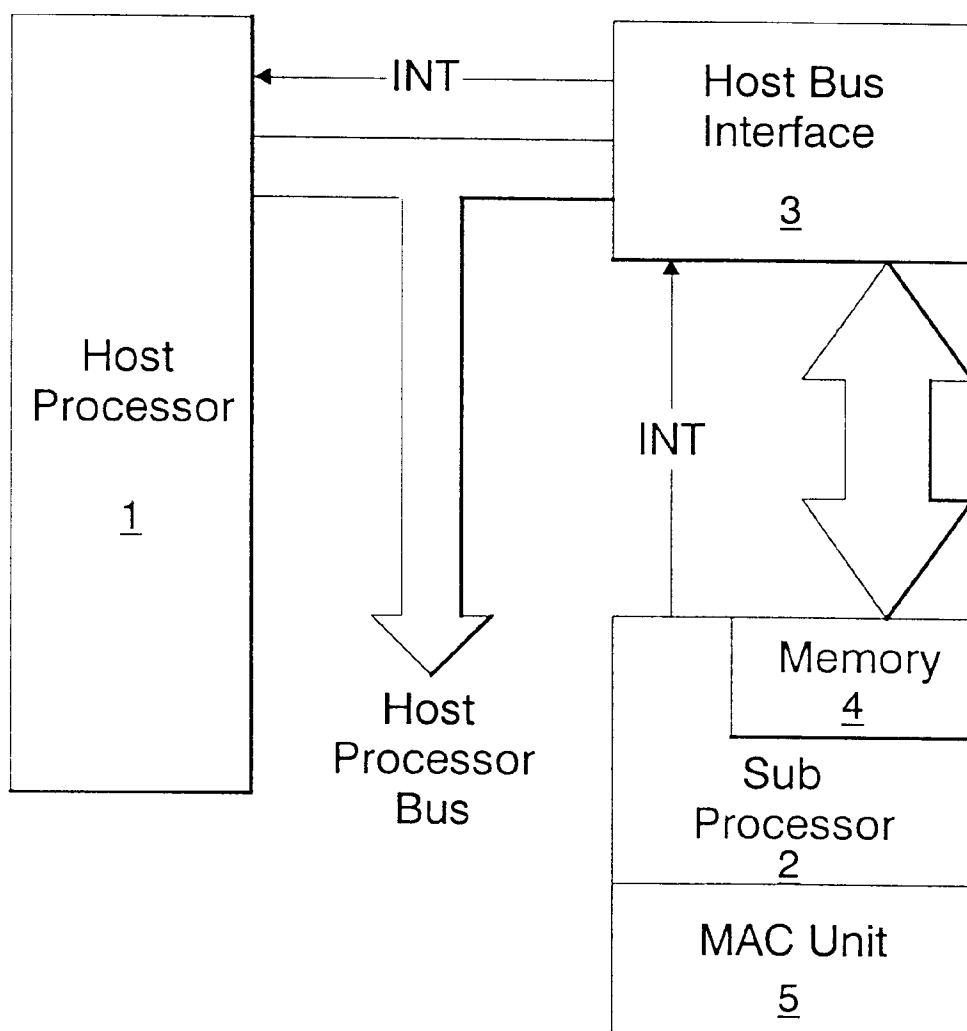 INT
Host Bus
Interface
3
Host
Processor
1
INT
Memory
4
Host
Processor
Bus
Sub
Processor
2
MAC Unit
5